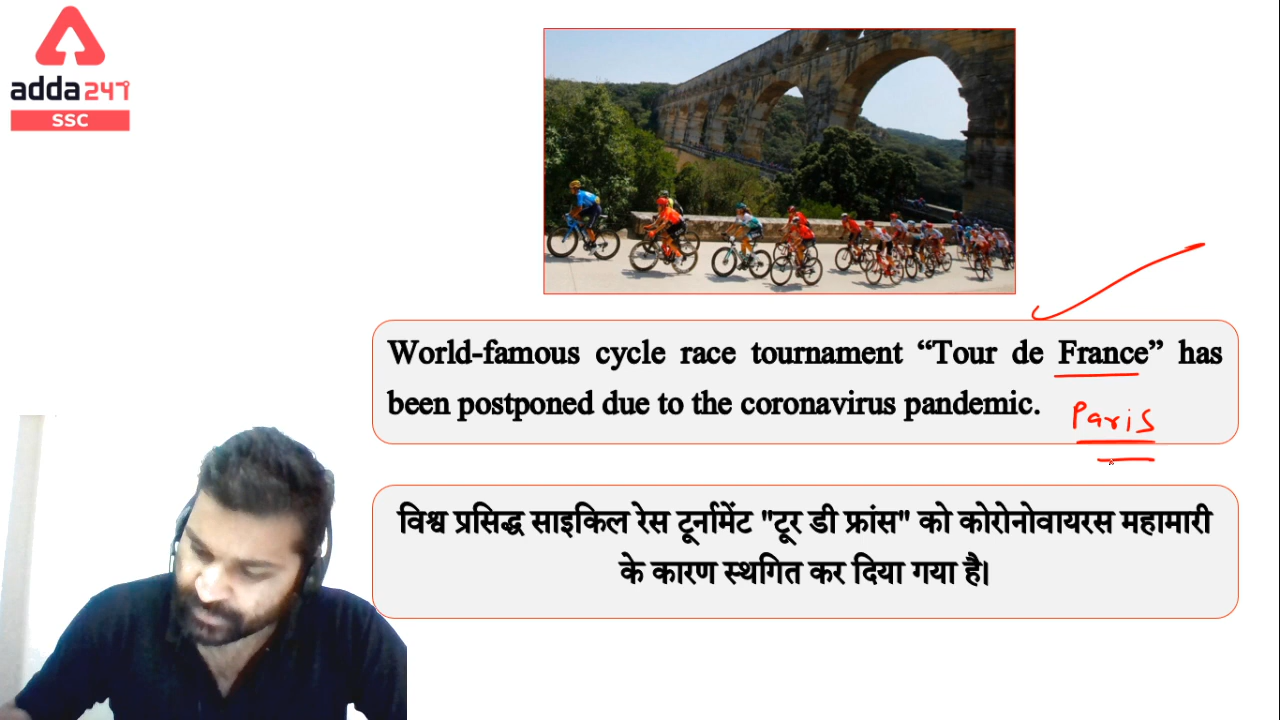 adda247
SSC
World-famous cycle race tournament “Tour de France” has
been postponed due to the coronavirus pandemic.
Paris
विश्व प्रसिद्ध साइकिल रेस टूर्नामेंट "टूर डी फ्रांस" को कोरोनोवायरस महामारी
के कारण स्थगित कर दिया गया है।